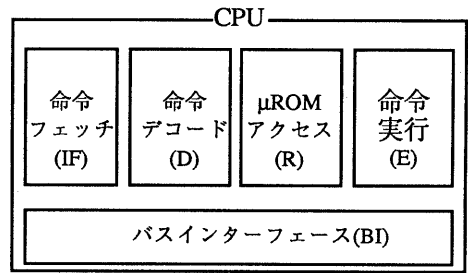 CPU
命令
フェッチ
(IF)
命令
デコード
(D)
μROM
アクセス
(R)
命令
実行
(E)
バスインターフェース(BI)